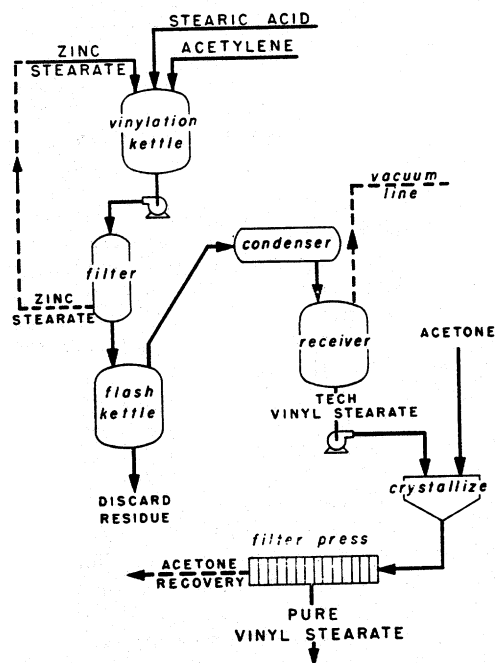 STEARIC ACID
ACETYLENE
ZINC
STEARATE
vinylation
kettle
vacuum
line
condenser
filter
ZINC
STEARATE
receiver
ACETONE
flash
kettle
TECH
VINYL STEARATE
DISCARD
RESIDUE
crystallize
filter press
ACETONE
RECOVERY
PURE
VINYL STEARATE